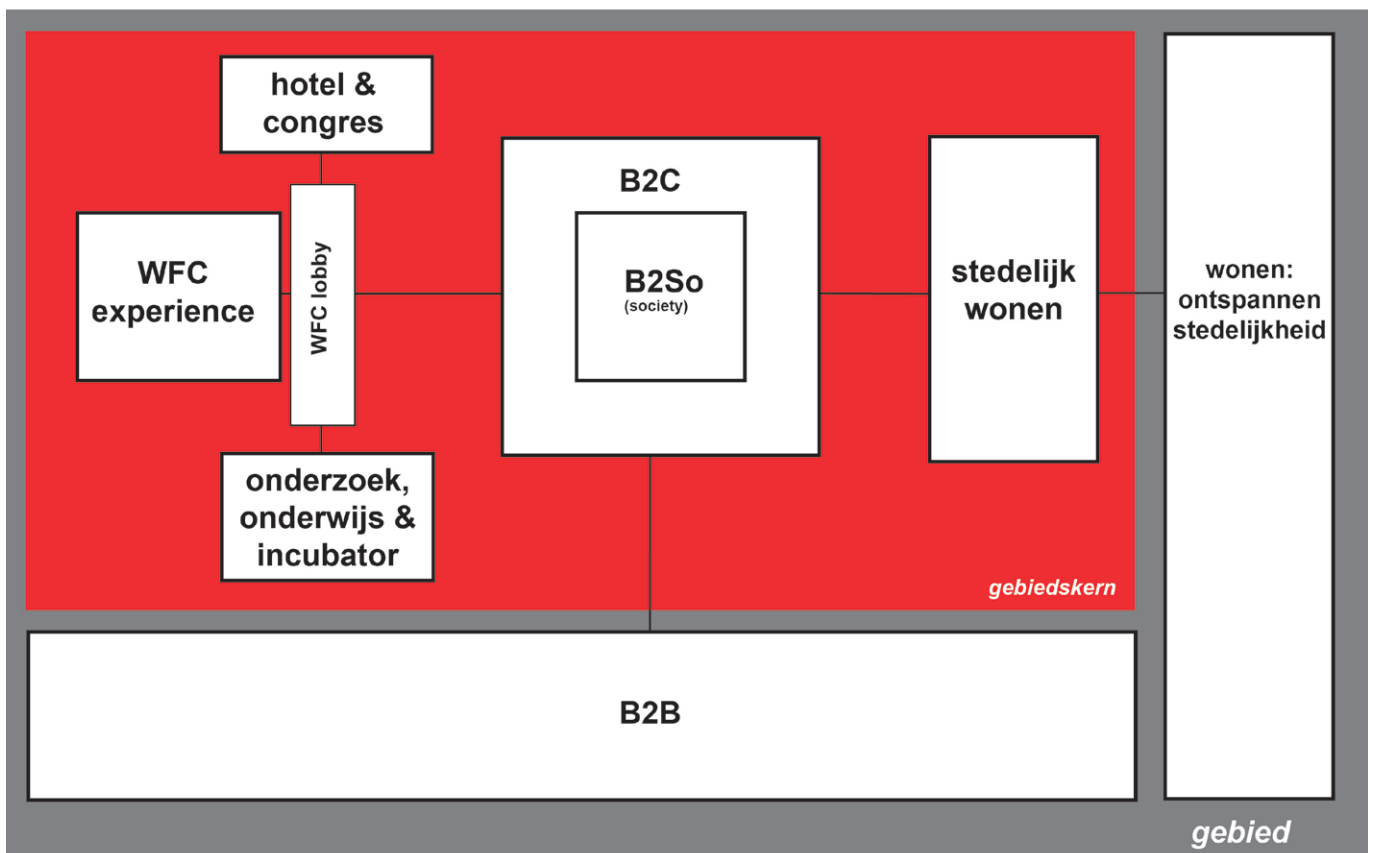 hotel &
congres
WFC
experience
WFC lobby
onderzoek,
onderwijs &
incubator
B2C
B2So
(society)
stedelijk
wonen
wonen:
ontspannen
stedelijkheid
gebiedskern
B2B
gebied